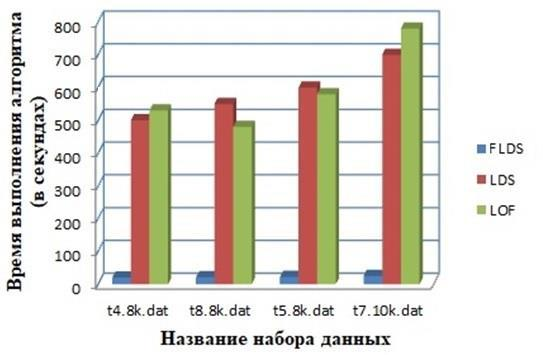 Время выполнения алгоритма
(в секундах)
800
700
600
500
400
300
200
100
0
t4.8k.dat
t8.8k.dat
t5.8k.dat
t7.10k.dat
Название набора данных
FLDS
LDS
LOF